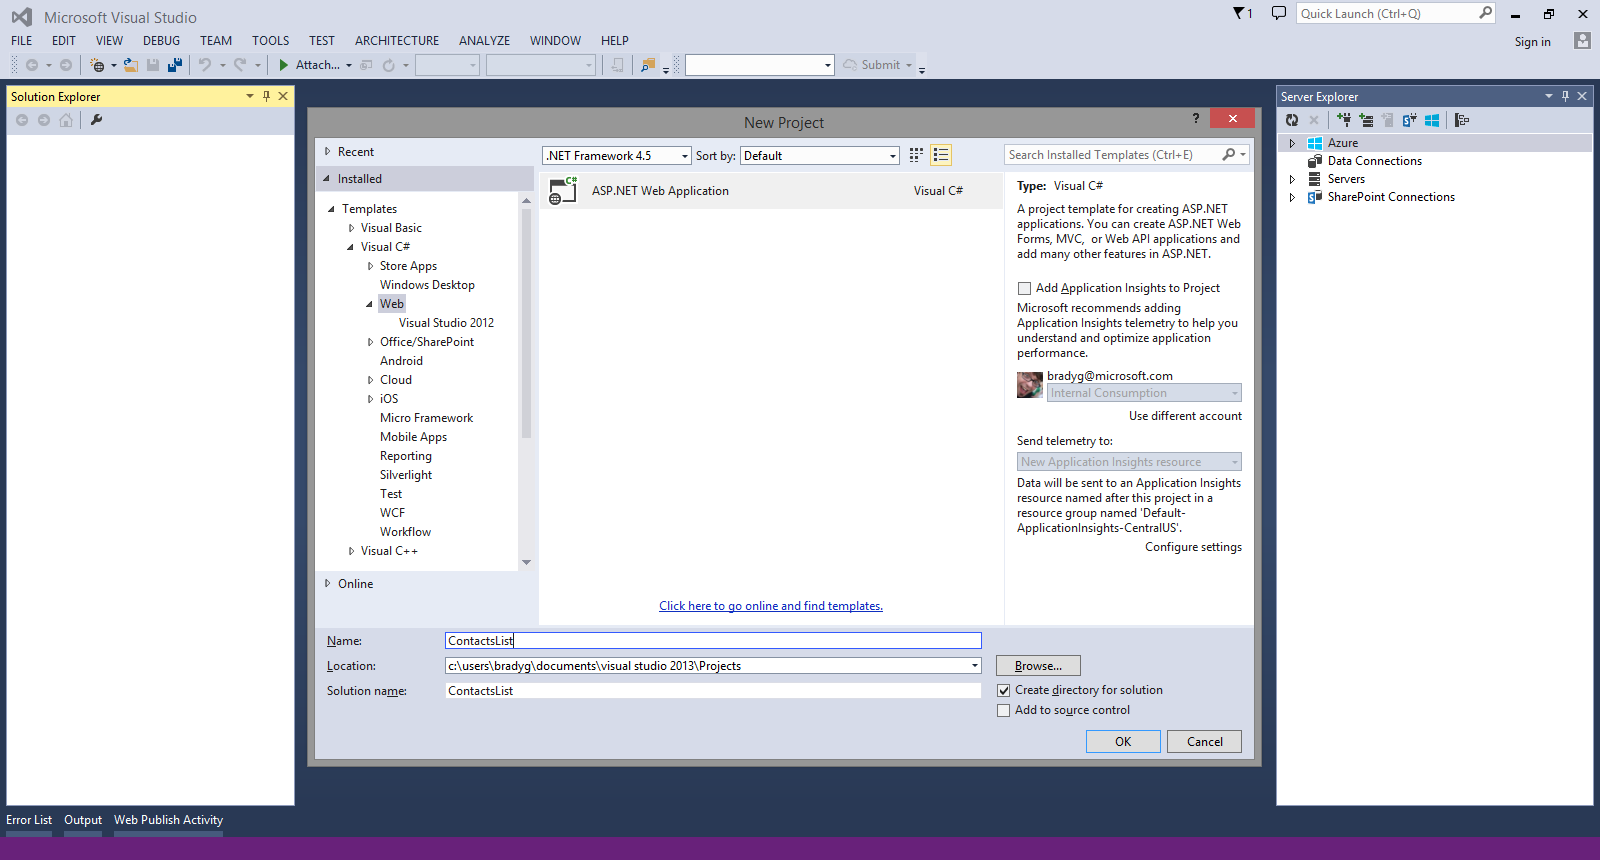 Microsoft Visual Studio
1
Quick Launch (Ctrl+Q)
FILE EDIT VIEW DEBUG TEAM TOOLS TEST ARCHITECTURE ANALYZE WINDOW HELP
Sign in
Attach...
Submit
Solution Explorer
New Project
?
Recent
Installed
Templates
Visual Basic
Visual C#
Store Apps
Windows Desktop
Web
Visual Studio 2012
Office/SharePoint
Android
Cloud
iOS
Micro Framework
Mobile Apps
Reporting
Silverlight
Test
WCF
Workflow
Visual C++
Online
.NET Framework 4.5
Sort by: Default
Search Installed Templates (Ctrl+E)
C#
ASP.NET Web Application Visual C#
Click here to go online and find templates.
Type: Visual C#
A project template for creating ASP.NET
applications. You can create ASP.NET Web
Forms, MVC, or Web API applications and
add many other features in ASP.NET.
Add Application Insights to Project
Microsoft recommends adding
Application Insights telemetry to help you
understand and optimize application
performance.
bradyg@microsoft.com
Internal Consumption
Use different account
Send telemetry to:
New Application Insights resource
Data will be sent to an Application Insights
resource named after this project in a
resource group named 'Default-
ApplicationInsights-CentralUS'.
Configure settings
Name: ContactsList
Location: c:\users\bradyg\documents\visual studio 2013\Projects
Browse...
Solution name: ContactsList
Create directory for solution
Add to source control
OK Cancel
Server Explorer
Azure
Data Connections
Servers
SharePoint Connections
Error List Output Web Publish Activity